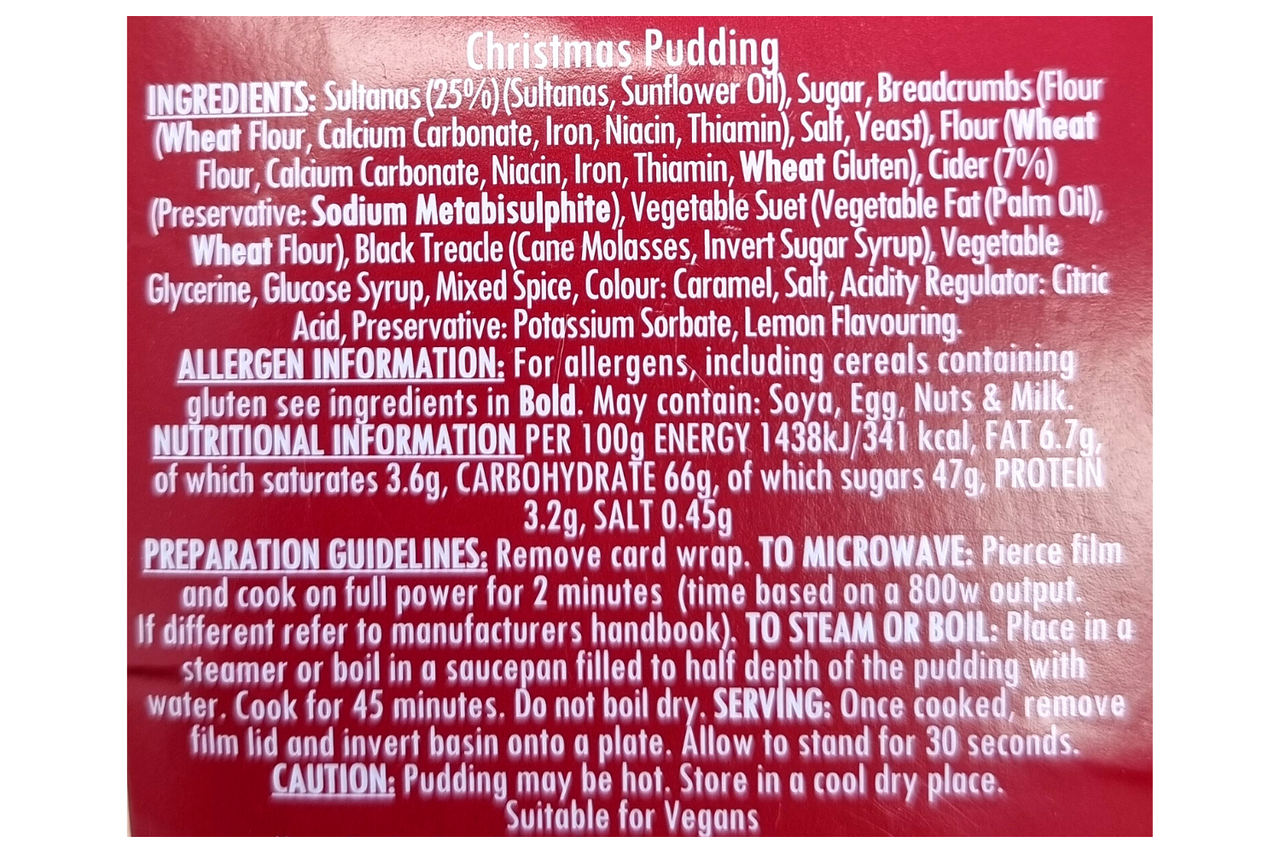 Christmas Pudding
INGREDIENTS: Sultanas (25%) (Sultanas, Sunflower Oil), Sugar, Breadcrumbs (Flour
(Wheat Flour, Calcium Carbonate, Iron, Niacin, Thiamin), Salt, Yeast), Flour (Wheat
Flour, Calcium Carbonate, Niacin, Iron, Thiamin, Wheat Gluten), Cider (7%)
(Preservative: Sodium Metabisulphite), Vegetable Suet (Vegetable Fat (Palm Oil),
Wheat Flour), Black Treacle (Cane Molasses, Invert Sugar Syrup), Vegetable
Glycerine, Glucose Syrup, Mixed Spice, Colour: Caramel, Salt, Acidity Regulator: Citric
Acid, Preservative: Potassium Sorbate, Lemon Flavouring.
ALLERGEN INFORMATION: For allergens, including cereals containing
gluten see ingredients in Bold. May contain: Soya, Egg, Nuts & Milk.
NUTRITIONAL INFORMATION PER 100g ENERGY 1438kJ/341 kcal, FAT 6.7g,
of which saturates 3.6g, CARBOHYDRATE 66g, of which sugars 47g, PROTEIN
3.2g, SALT 0.45g
PREPARATION GUIDELINES: Remove card wrap. TO MICROWAVE: Pierce film
and cook on full power for 2 minutes (time based on a 800w output.
If different refer to manufacturers handbook). TO STEAM OR BOIL: Place in a
steamer or boil in a saucepan filled to half depth of the pudding with
water. Cook for 45 minutes. Do not boil dry. SERVING: Once cooked, remove
film lid and invert basin onto a plate. Allow to stand for 30 seconds.
CAUTION: Pudding may be hot. Store in a cool dry place.
Suitable for Vegans